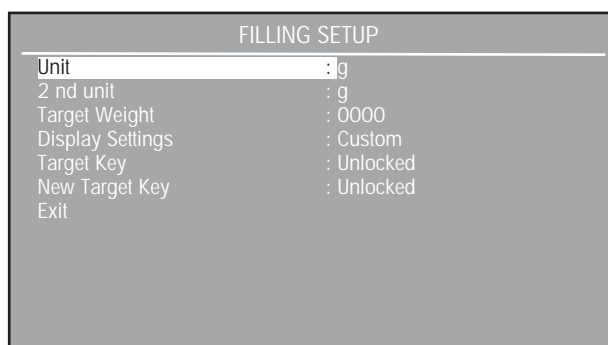 FILLING SETUP
Unit : g
2 nd unit : g
Target Weight : 0000
Display Settings : Custom
Target Key : Unlocked
New Target Key : Unlocked
Exit